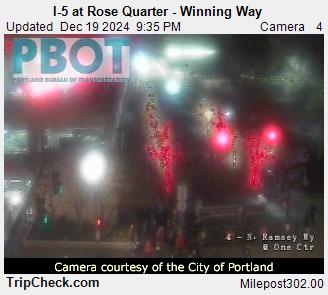 I-5 at Rose Quarter - Winning Way
Updated Dec 19 2024 9:35 PM Camera 4
PBOT
PORTLAND BUREAU OF TRANSPORTATION
4 - N. Ramsey Wy
@ One Ctr
Camera courtesy of the City of Portland
TripCheck.com Milepost302.00